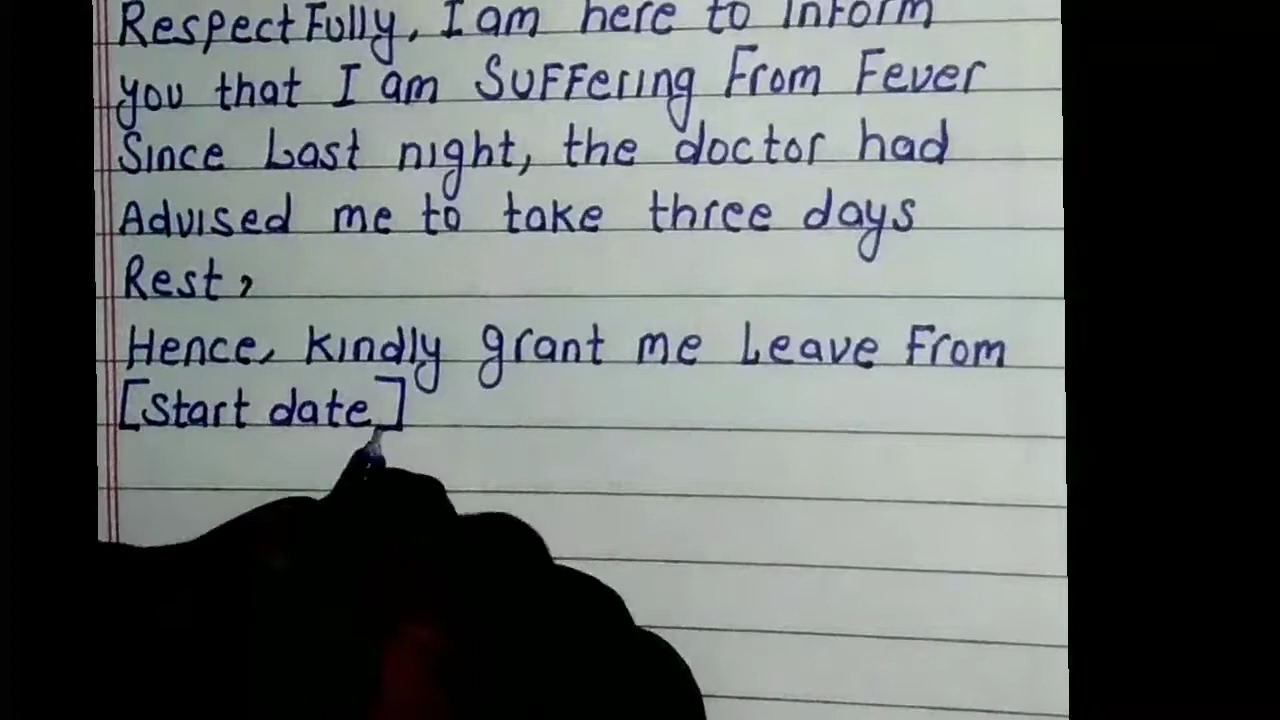 RespectFully, I am here to inForm
you that I am SuFFering From Fever
Since Last night, the doctor had
Advised me to take three days
Rest,
Hence, kindly grant me Leave From
[Start date]